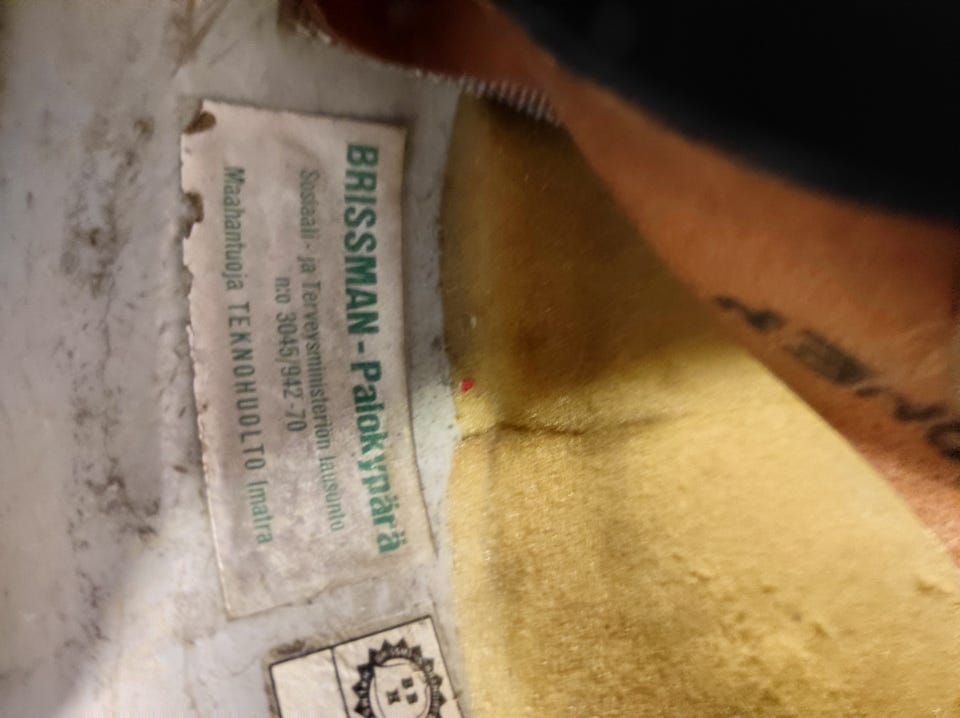 BRISSMAN-Palokypärä
Sosiaali- ja Terveysministeriön lausunto
n:o 3045/942-70
Maahantuoja TEKNOHUOLTO Imatra